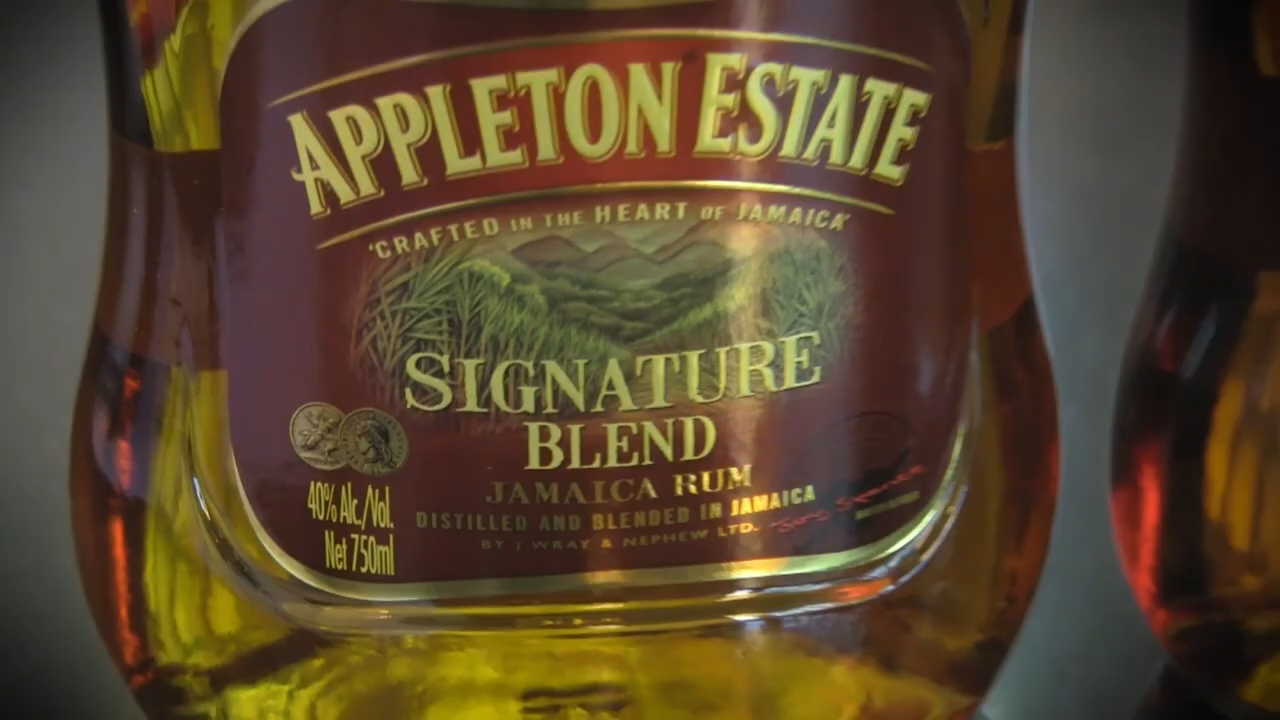 APPLETON ESTATE
'CRAFTED IN THE HEART OF JAMAICA'
SIGNATURE
BLEND
JAMAICA RUM
DISTILLED AND BLENDED IN JAMAICA
BY J WRAY & NEPHEW LTD.
40% Alc./Vol.
Net 750ml